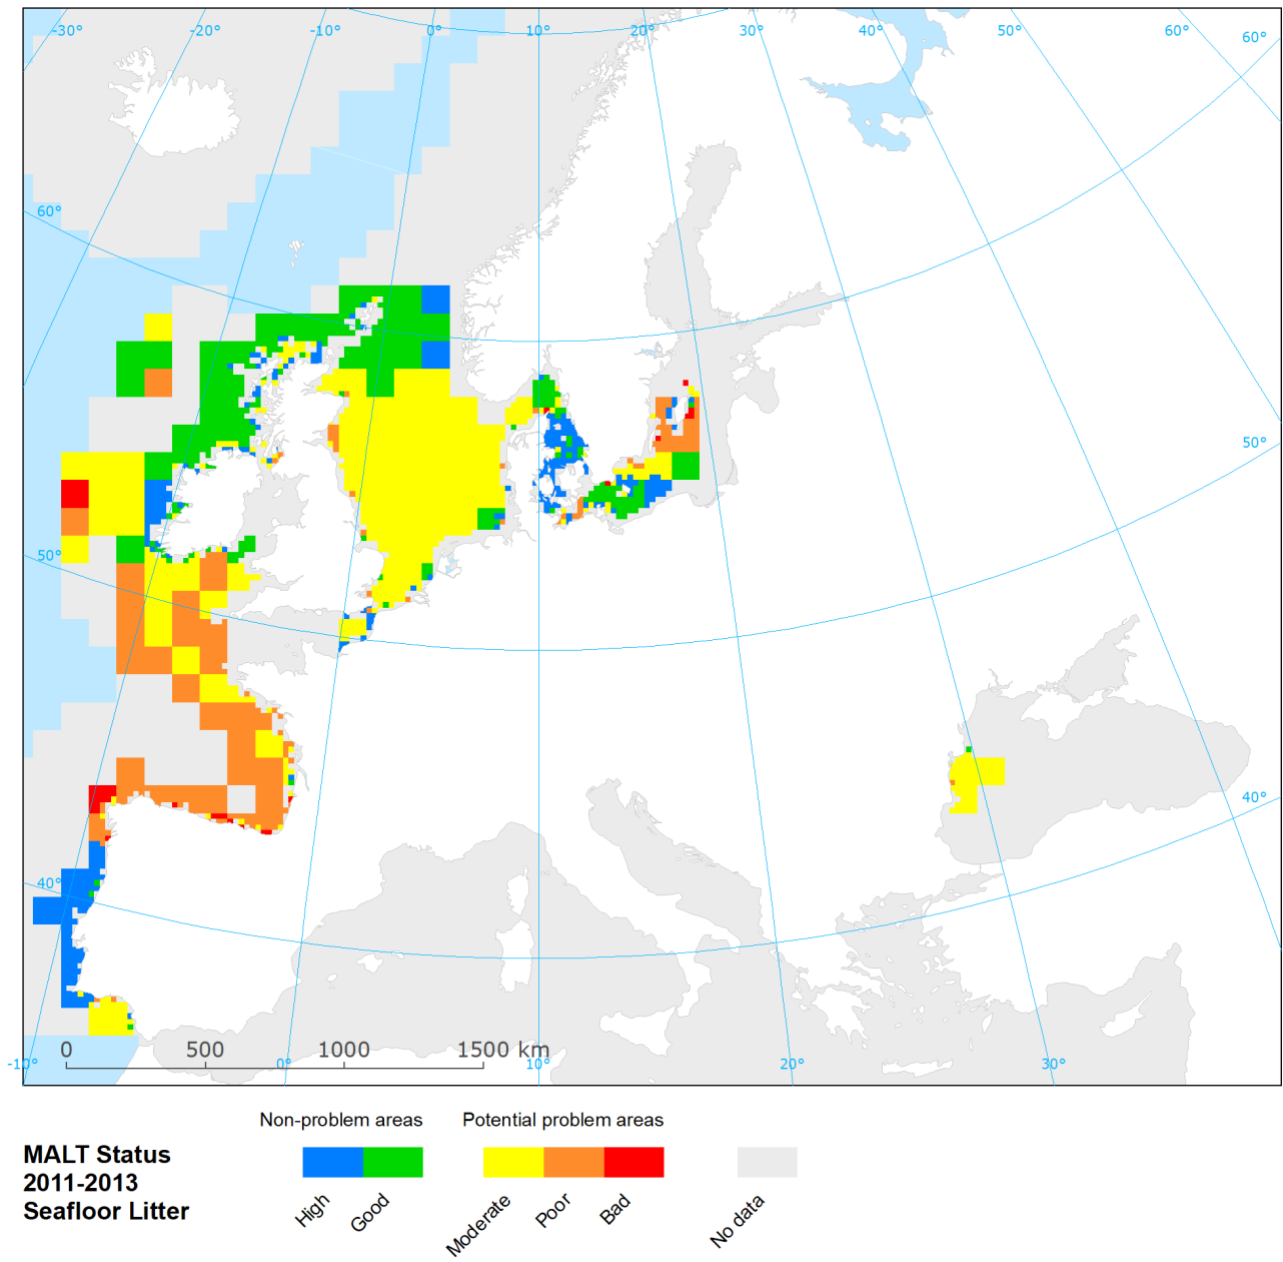 -30° -20° -10° 0° 10° 20° 30° 40° 50° 60° 60°
60°
50°
50°
40°
40°
0 500 1000 1500 km
-10° 0° 10° 20° 30°
Non-problem areas Potential problem areas
MALT Status
2011-2013
Seafloor Litter
High Good Moderate Poor Bad No data